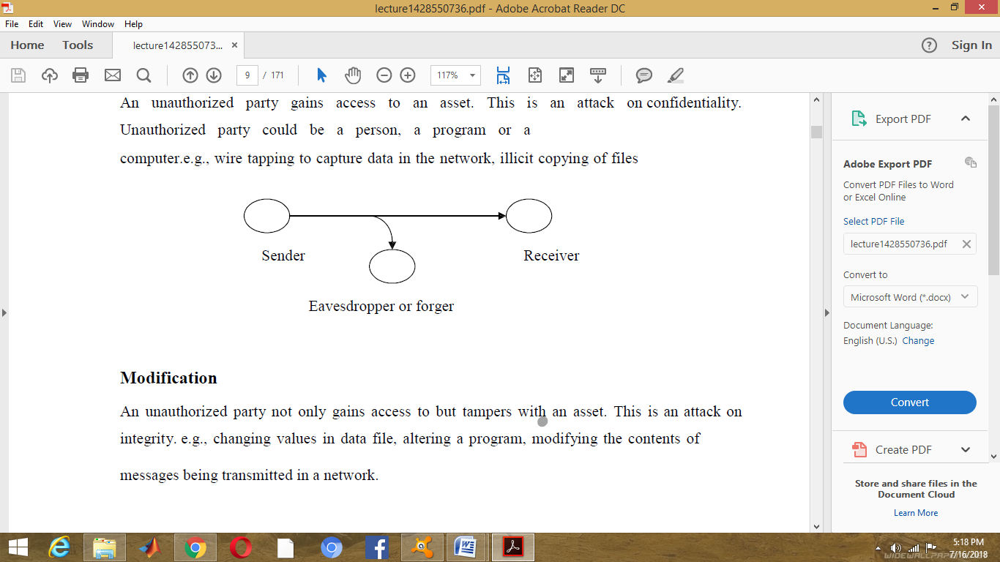 lecture1428550736.pdf - Adobe Acrobat Reader DC
File Edit View Window Help
Home Tools lecture142855073... × Sign In
9 / 171 117%
An unauthorized party gains access to an asset. This is an attack on confidentiality.
Unauthorized party could be a person, a program or a
computer.e.g., wire tapping to capture data in the network, illicit copying of files
Sender Receiver
Eavesdropper or forger
Modification
An unauthorized party not only gains access to but tampers with an asset. This is an attack on
integrity. e.g., changing values in data file, altering a program, modifying the contents of
messages being transmitted in a network.
Export PDF
Adobe Export PDF
Convert PDF Files to Word
or Excel Online
Select PDF File
lecture1428550736.pdf
Convert to
Microsoft Word (*.docx)
Document Language:
English (U.S.) Change
Convert
Create PDF
Store and share files in the
Document Cloud
Learn More
5:18 PM
7/16/2018